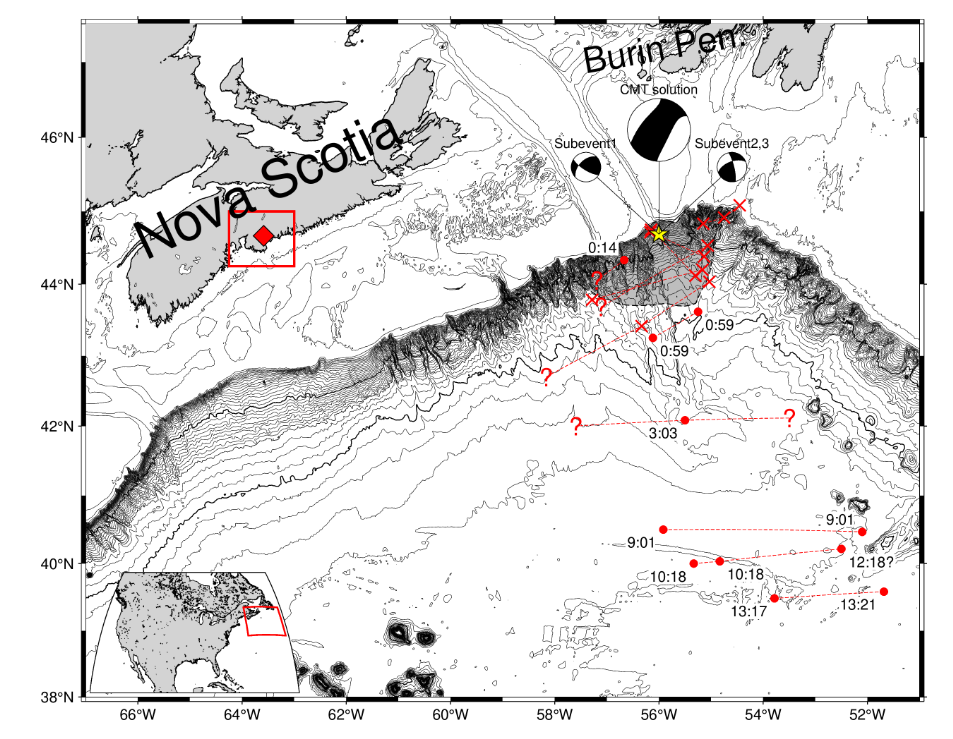 Burin Pen.
CMT solution
Subevent1
Subevent2,3
Nova Scotia
46°N
44°N
42°N
40°N
38°N
0:14
?
?
0:59
0:59
?
?
3:03
?
9:01
9:01
10:18
10:18
12:18?
13:17
13:21
66°W
64°W
62°W
60°W
58°W
56°W
54°W
52°W